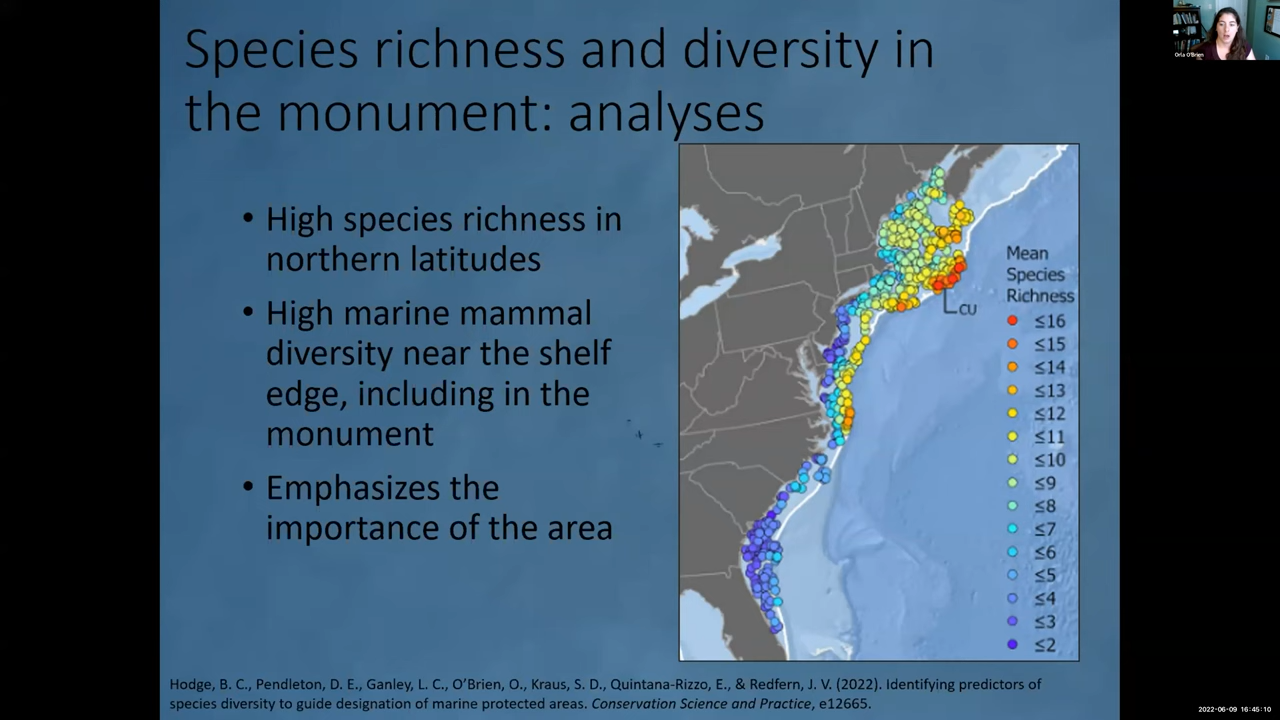 Species richness and diversity in
the monument: analyses
• High species richness in
northern latitudes
• High marine mammal
diversity near the shelf
edge, including in the
monument
• Emphasizes the
importance of the area
Mean
Species
Richness
≤16
≤15
≤14
≤13
≤12
≤11
≤10
≤9
≤8
≤7
≤6
≤5
≤4
≤3
≤2
CU
Hodge, B. C., Pendleton, D. E., Ganley, L. C., O’Brien, O., Kraus, S. D., Quintana-Rizzo, E., & Redfern, J. V. (2022). Identifying predictors of
species diversity to guide designation of marine protected areas. Conservation Science and Practice, e12665.
Orla O'Brien
2022-06-09 16:45:10